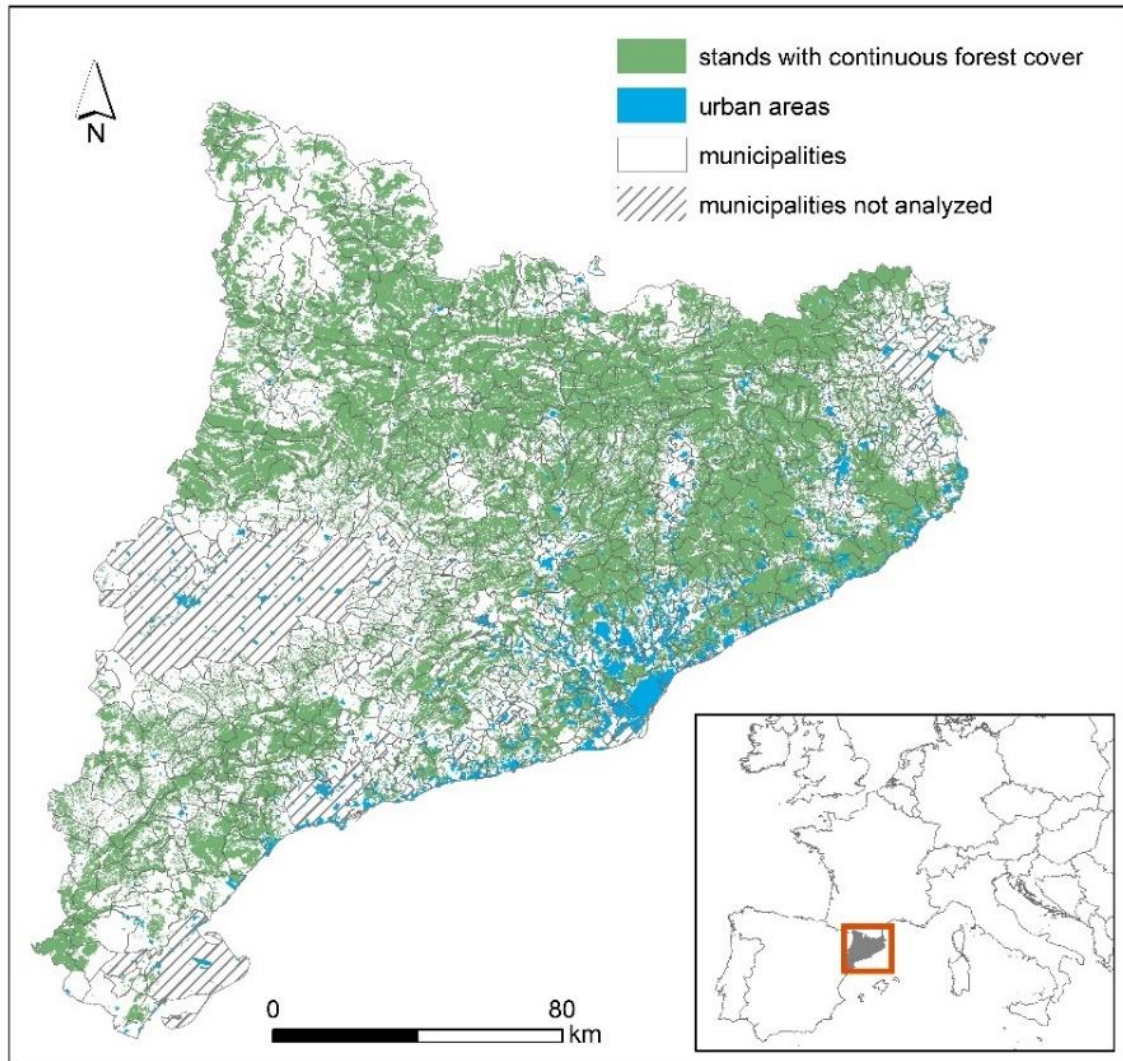 stands with continuous forest cover
urban areas
municipalities
municipalities not analyzed
N
0 80
km